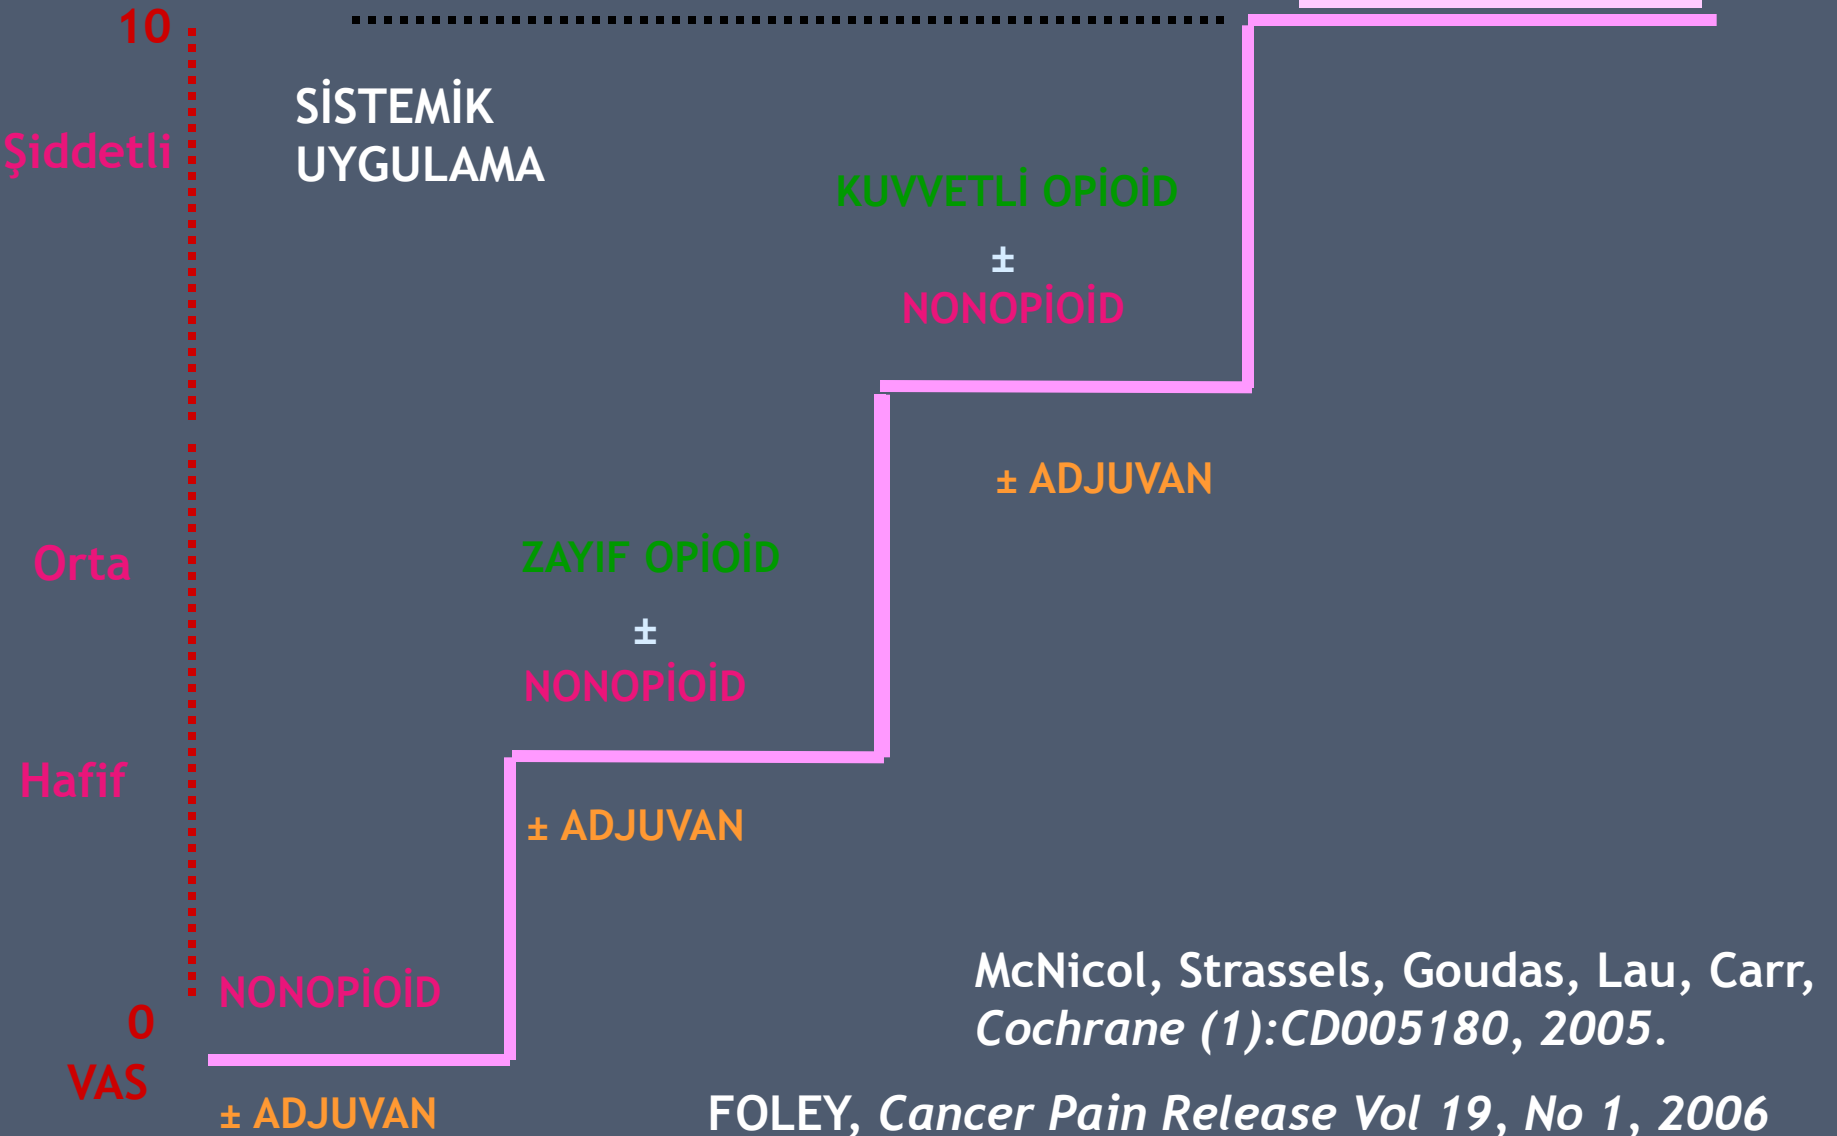 10
Şiddetli
SİSTEMİK
UYGULAMA
KUVVETLİ OPİOİD
±
NONOPİOİD
± ADJUVAN
Orta
ZAYIF OPİOİD
±
NONOPİOİD
Hafif
± ADJUVAN
NONOPİOİD
0
VAS
± ADJUVAN
McNicol, Strassels, Goudas, Lau, Carr,
Cochrane (1):CD005180, 2005.
FOLEY, Cancer Pain Release Vol 19, No 1, 2006